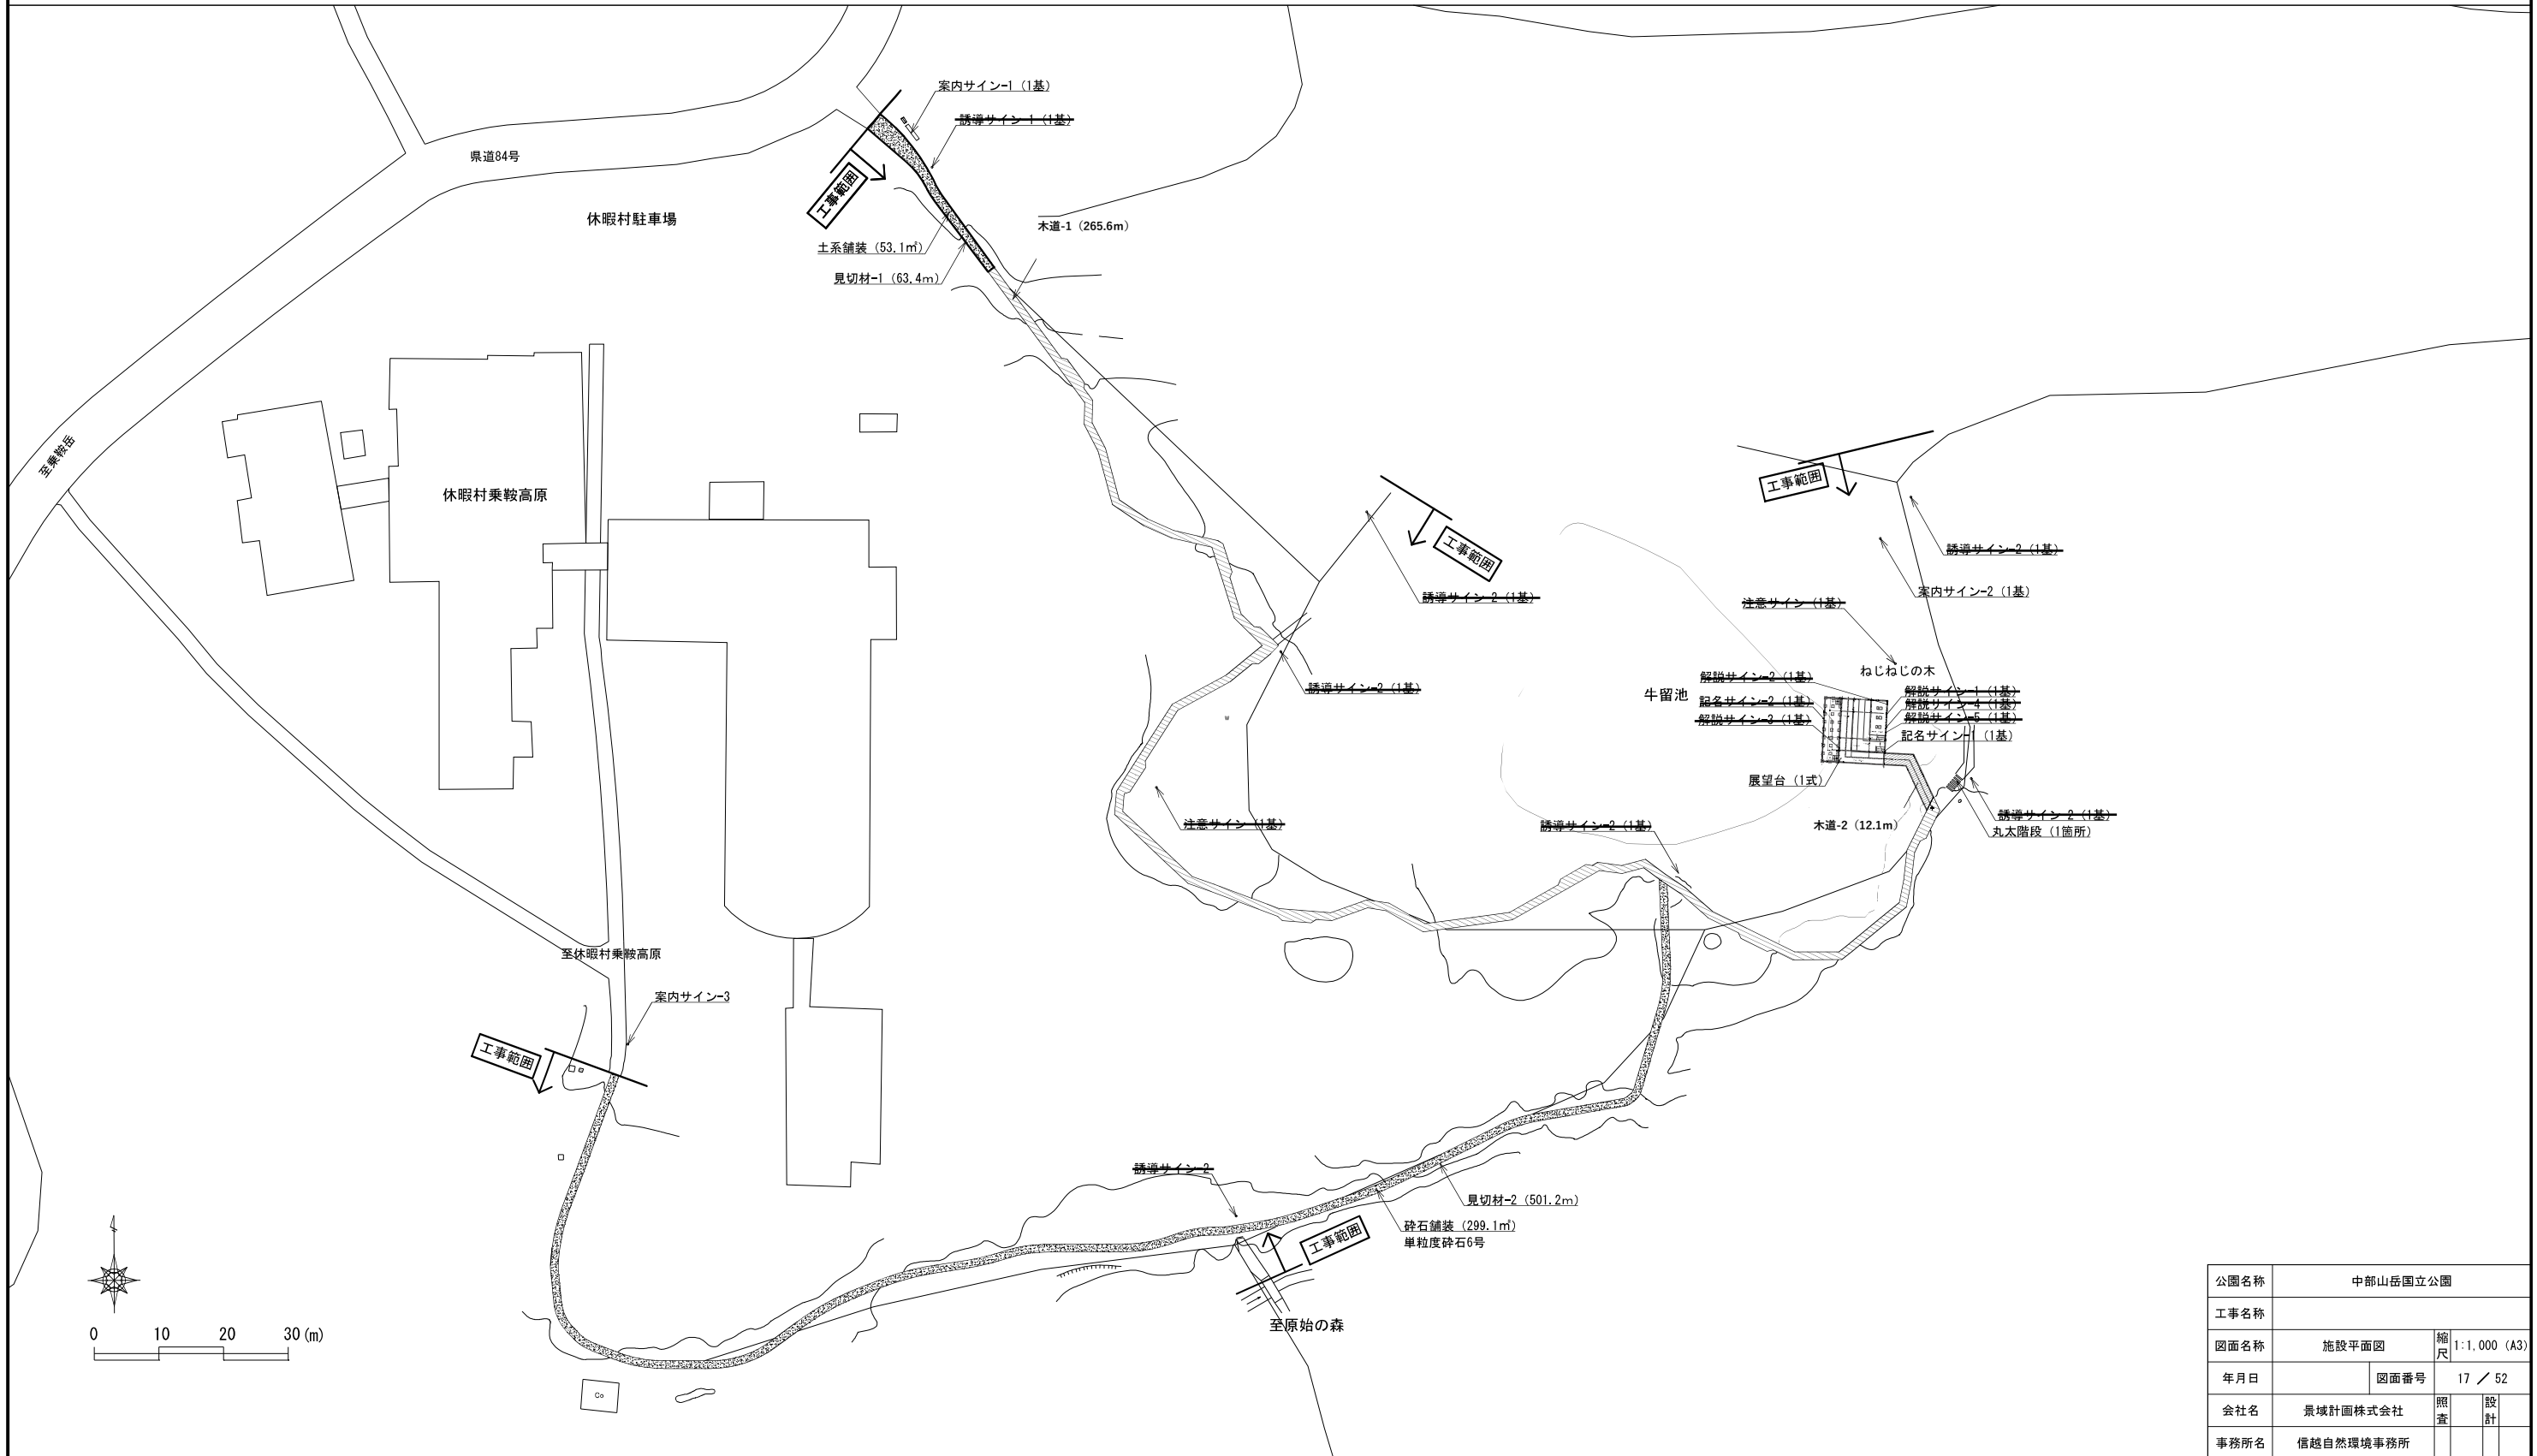 案内サイン-1（1基）
誘導サイン-1（1基）
県道84号
工事範囲
休暇村駐車場
木道-1（265.6m）
土系舗装（53.1㎡）
見切材-1（63.4m）
至乗鞍岳
休暇村乗鞍高原
工事範囲
工事範囲
誘導サイン-2（1基）
案内サイン-2（1基）
誘導サイン-2（1基）
注意サイン（1基）
ねじねじの木
解説サイン-2（1基）
誘導サイン-2（1基）
牛留池
解説サイン-1（1基）
記名サイン-2（1基）
解説サイン-4（1基）
解説サイン-3（1基）
解説サイン-5（1基）
記名サイン-1（1基）
展望台（1式）
誘導サイン-2（1基）
注意サイン（1基）
誘導サイン-2（1基）
木道-2（12.1m）
丸太階段（1箇所）
至休暇村乗鞍高原
案内サイン-3
工事範囲
誘導サイン-2
見切材-2（501.2m）
砕石舗装（299.1㎡）
単粒度砕石6号
工事範囲
至原始の森
0 10 20 30(m)
Co
公園名称 中部山岳国立公園
工事名称
図面名称 施設平面図 縮尺 1:1,000（A3）
年月日 図面番号 17 ／ 52
会社名 景域計画株式会社 照査 設計
事務所名 信越自然環境事務所